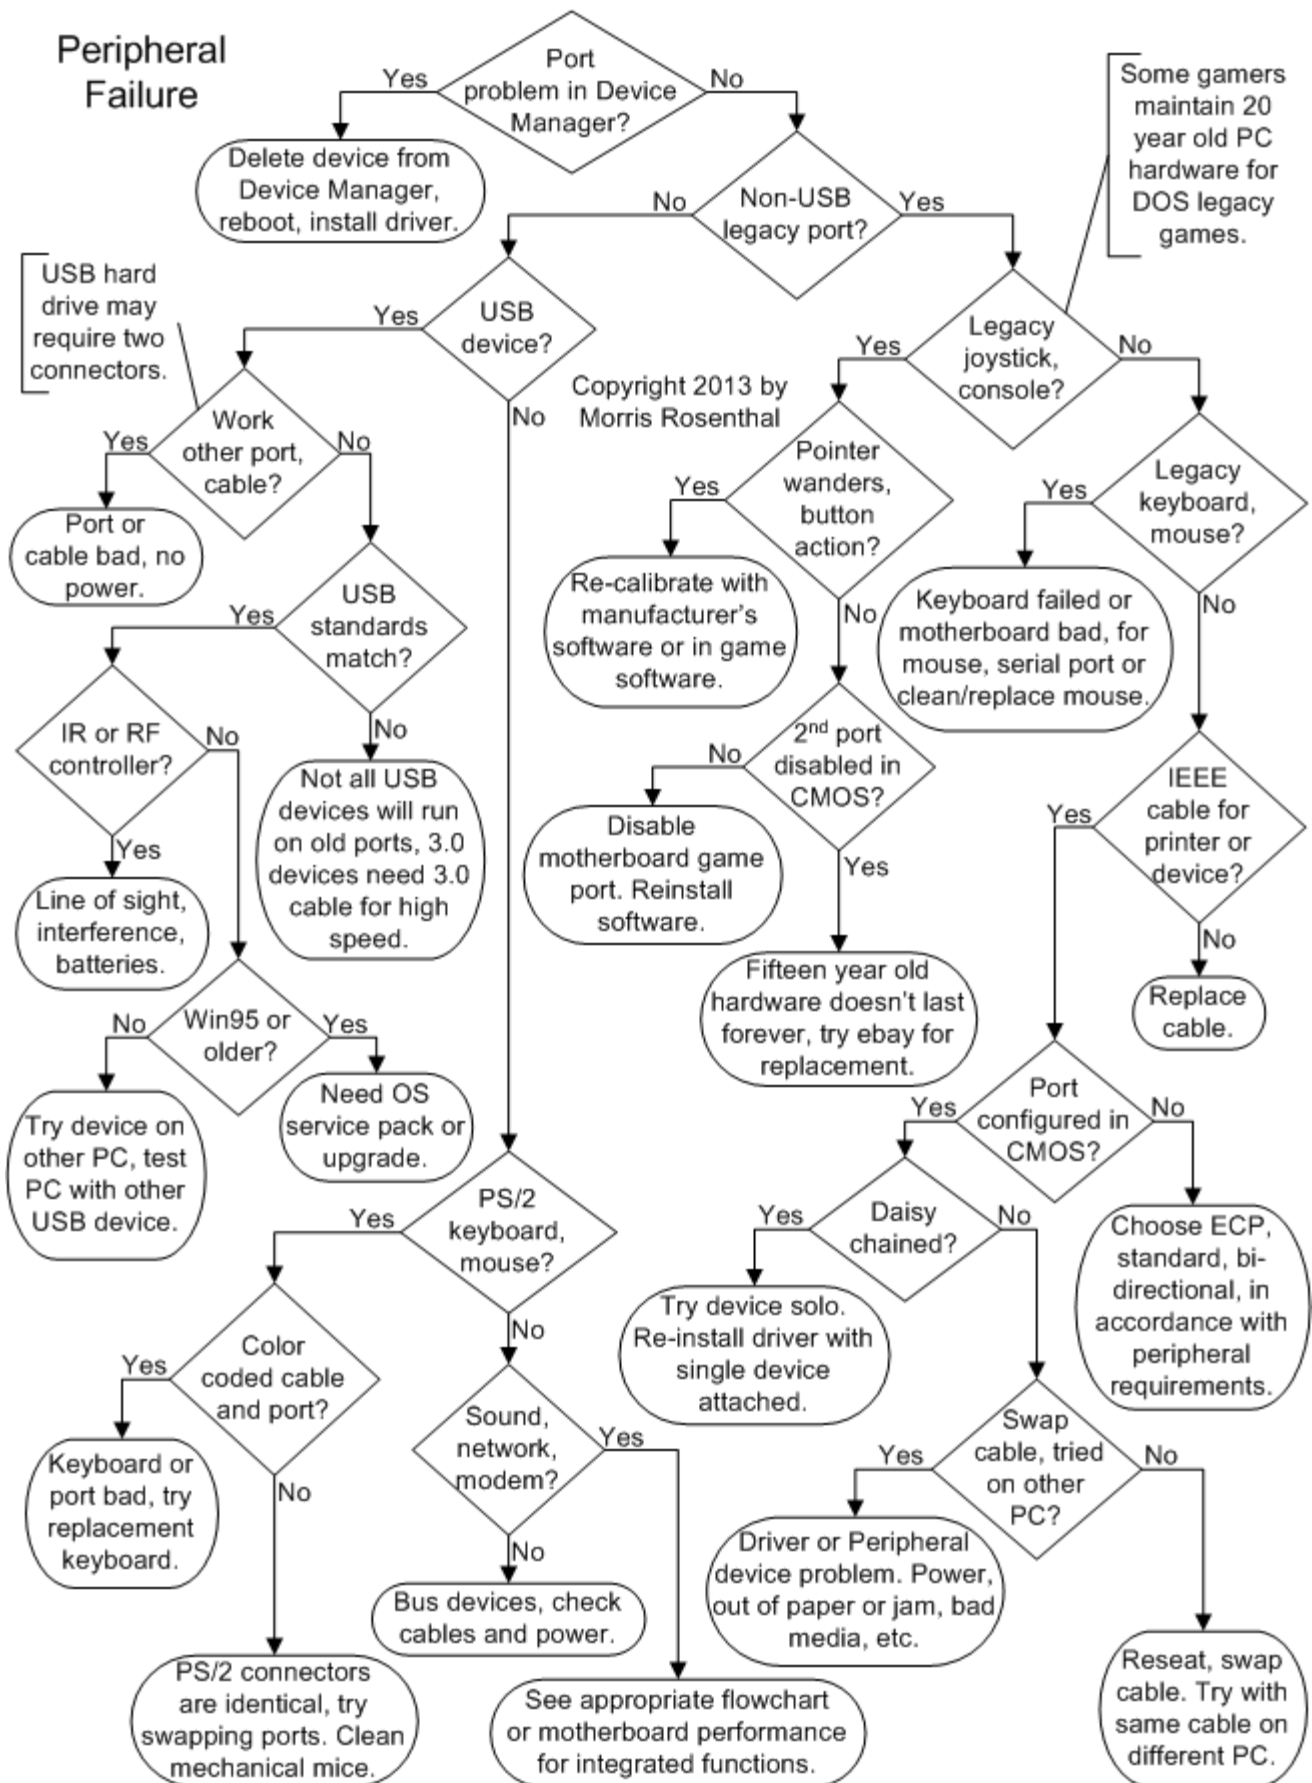 Peripheral
Failure
Port
problem in Device
Manager?
Yes
No
Delete device from
Device Manager,
reboot, install driver.
Non-USB
legacy port?
No
Yes
Some gamers
maintain 20
year old PC
hardware for
DOS legacy
games.
USB hard
drive may
require two
connectors.
USB
device?
Yes
No
Legacy
joystick,
console?
Yes
No
Copyright 2013 by
Morris Rosenthal
Work
other port,
cable?
Yes
No
Pointer
wanders,
button
action?
Yes
No
Legacy
keyboard,
mouse?
Yes
No
Port or
cable bad, no
power.
USB
standards
match?
Yes
No
Re-calibrate with
manufacturer's
software or in game
software.
Keyboard failed or
motherboard bad, for
mouse, serial port or
clean/replace mouse.
IR or RF
controller?
No
Yes
Not all USB
devices will run
on old ports, 3.0
devices need 3.0
cable for high
speed.
2nd port
disabled in
CMOS?
No
Yes
IEEE
cable for
printer or
device?
Yes
No
Disable
motherboard game
port. Reinstall
software.
Line of sight,
interference,
batteries.
Fifteen year old
hardware doesn't last
forever, try ebay for
replacement.
Replace
cable.
Win95 or
older?
No
Yes
Try device on
other PC, test
PC with other
USB device.
Need OS
service pack or
upgrade.
Port
configured in
CMOS?
Yes
No
PS/2
keyboard,
mouse?
Yes
No
Daisy
chained?
Yes
No
Choose ECP,
standard, bi-
directional, in
accordance with
peripheral
requirements.
Try device solo.
Re-install driver with
single device
attached.
Color
coded cable
and port?
Yes
No
Sound,
network,
modem?
Yes
No
Swap
cable, tried
on other
PC?
Yes
No
Keyboard or
port bad, try
replacement
keyboard.
Bus devices, check
cables and power.
Driver or Peripheral
device problem. Power,
out of paper or jam, bad
media, etc.
PS/2 connectors
are identical, try
swapping ports. Clean
mechanical mice.
See appropriate flowchart
or motherboard performance
for integrated functions.
Reseat, swap
cable. Try with
same cable on
different PC.